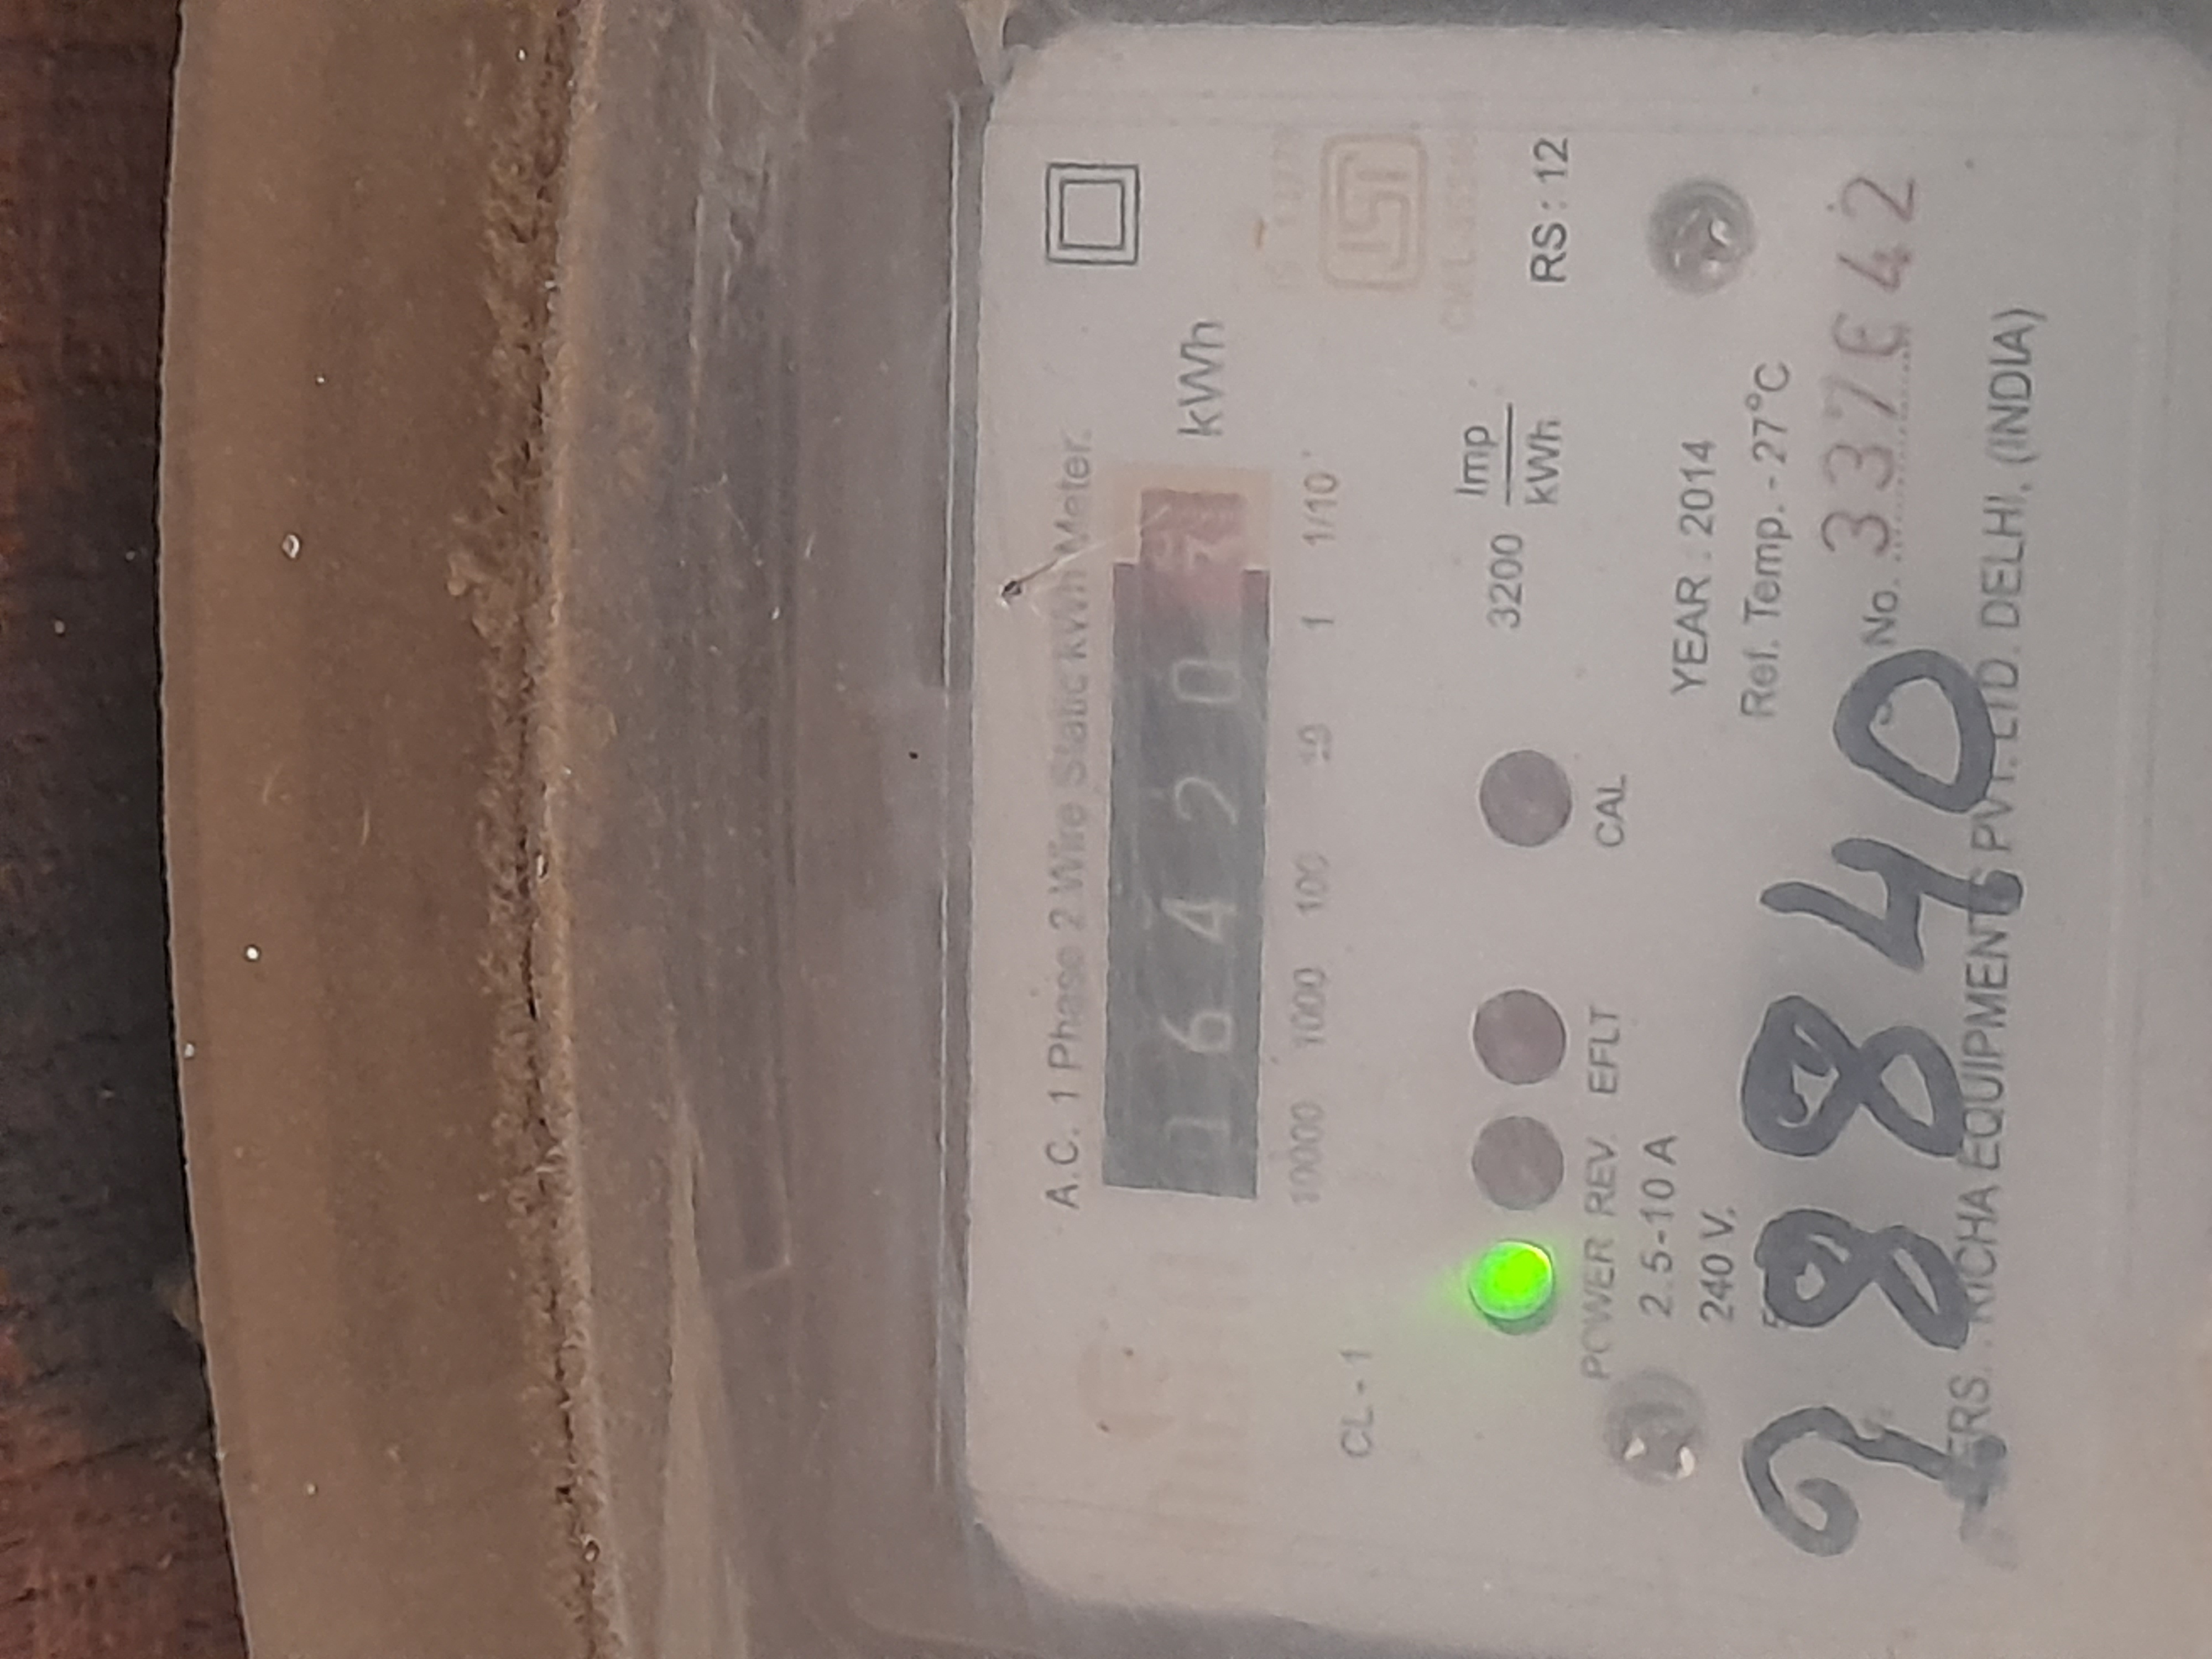 A.C. 1 Phase 2 Wire Static kWh Meter.
1 6 4 2 0
kWh
10000 1000 100 10 1 1/10
ISI
CL - 1
3200 Imp/kWh
RS : 12
POWER REV. EFLT CAL
2.5-10 A
240 V.
YEAR : 2014
Ref. Temp. - 27°C
No.
98840
RICHA EQUIPMENTS PVT. LTD. DELHI, (INDIA)